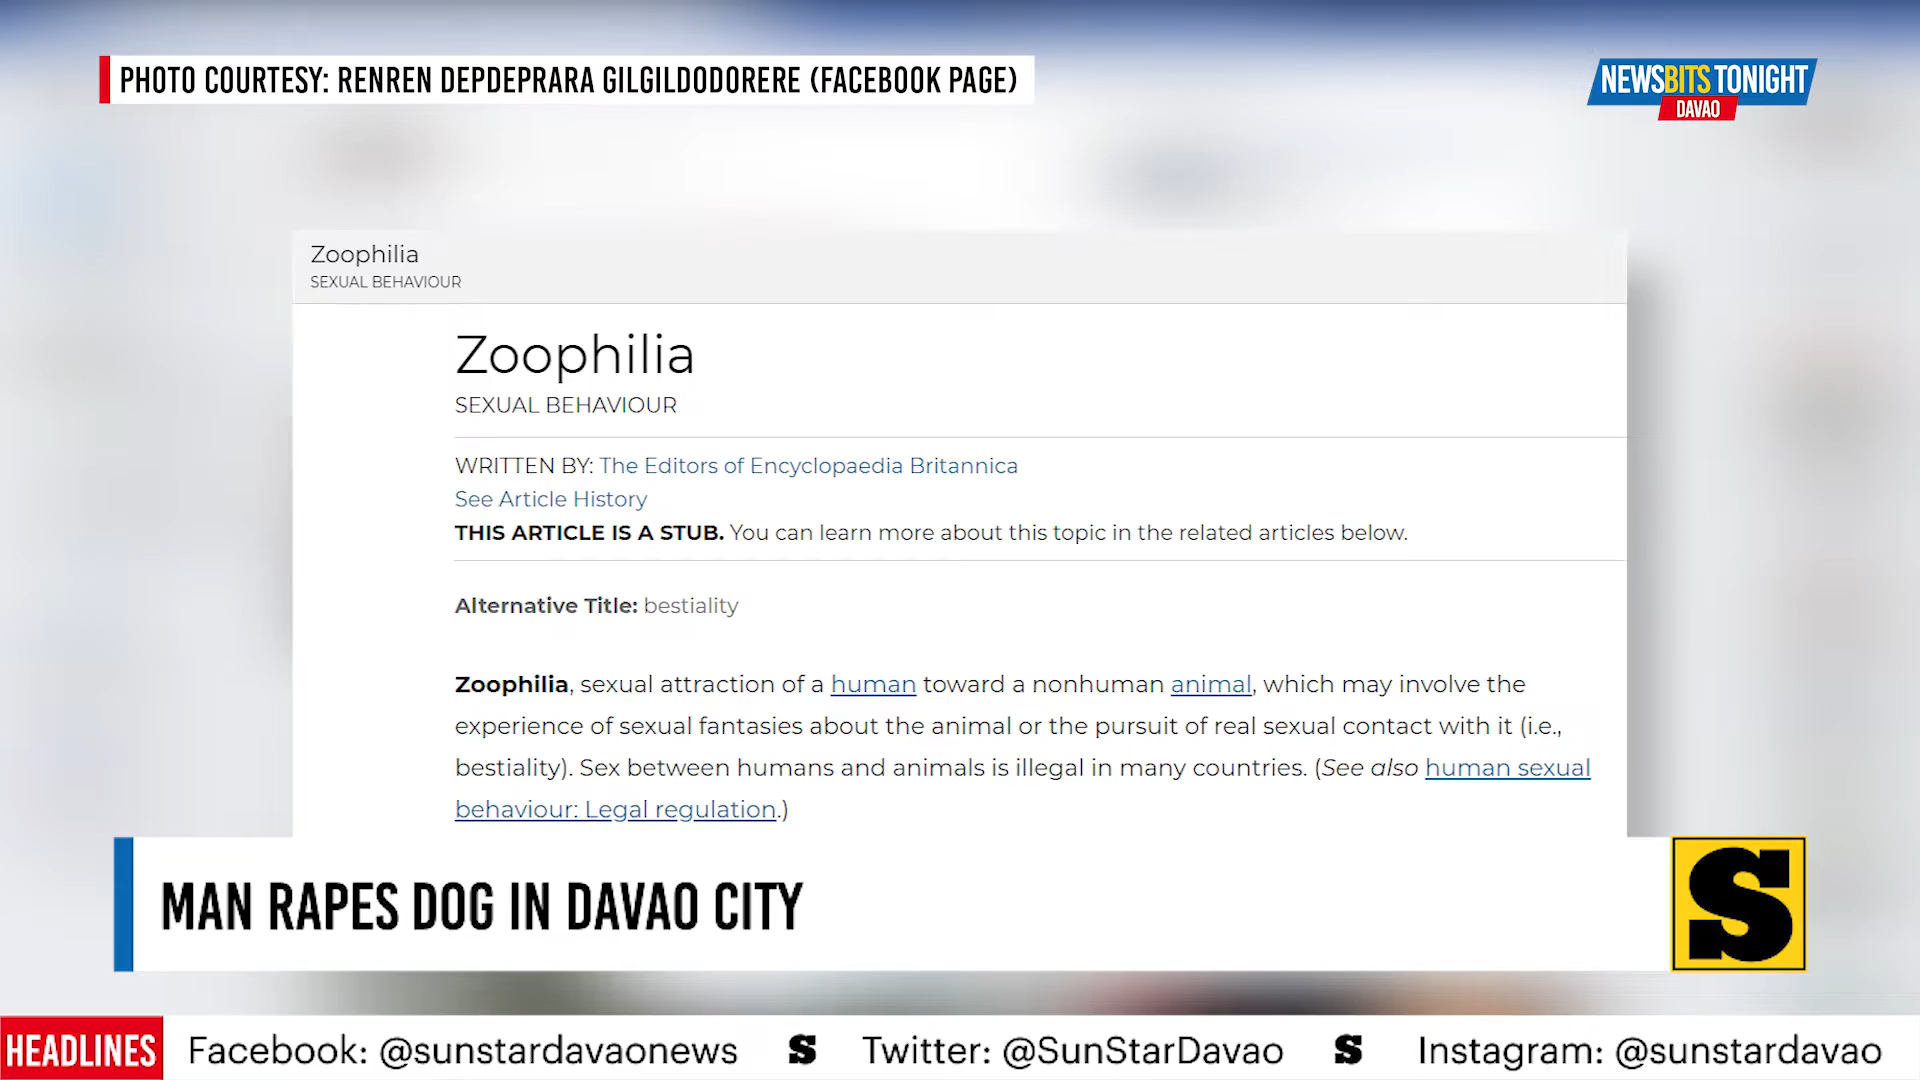 PHOTO COURTESY: RENREN DEPDEPRARA GILGILDODORERE (FACEBOOK PAGE)
NEWSBITS TONIGHT
DAVAO
Zoophilia
SEXUAL BEHAVIOUR
Zoophilia
SEXUAL BEHAVIOUR
WRITTEN BY: The Editors of Encyclopaedia Britannica
See Article History
THIS ARTICLE IS A STUB. You can learn more about this topic in the related articles below.
Alternative Title: bestiality
Zoophilia, sexual attraction of a human toward a nonhuman animal, which may involve the
experience of sexual fantasies about the animal or the pursuit of real sexual contact with it (i.e.,
bestiality). Sex between humans and animals is illegal in many countries. (See also human sexual
behaviour: Legal regulation.)
MAN RAPES DOG IN DAVAO CITY
S
HEADLINES Facebook: @sunstardavaonews S Twitter: @SunStarDavao S Instagram: @sunstardavao